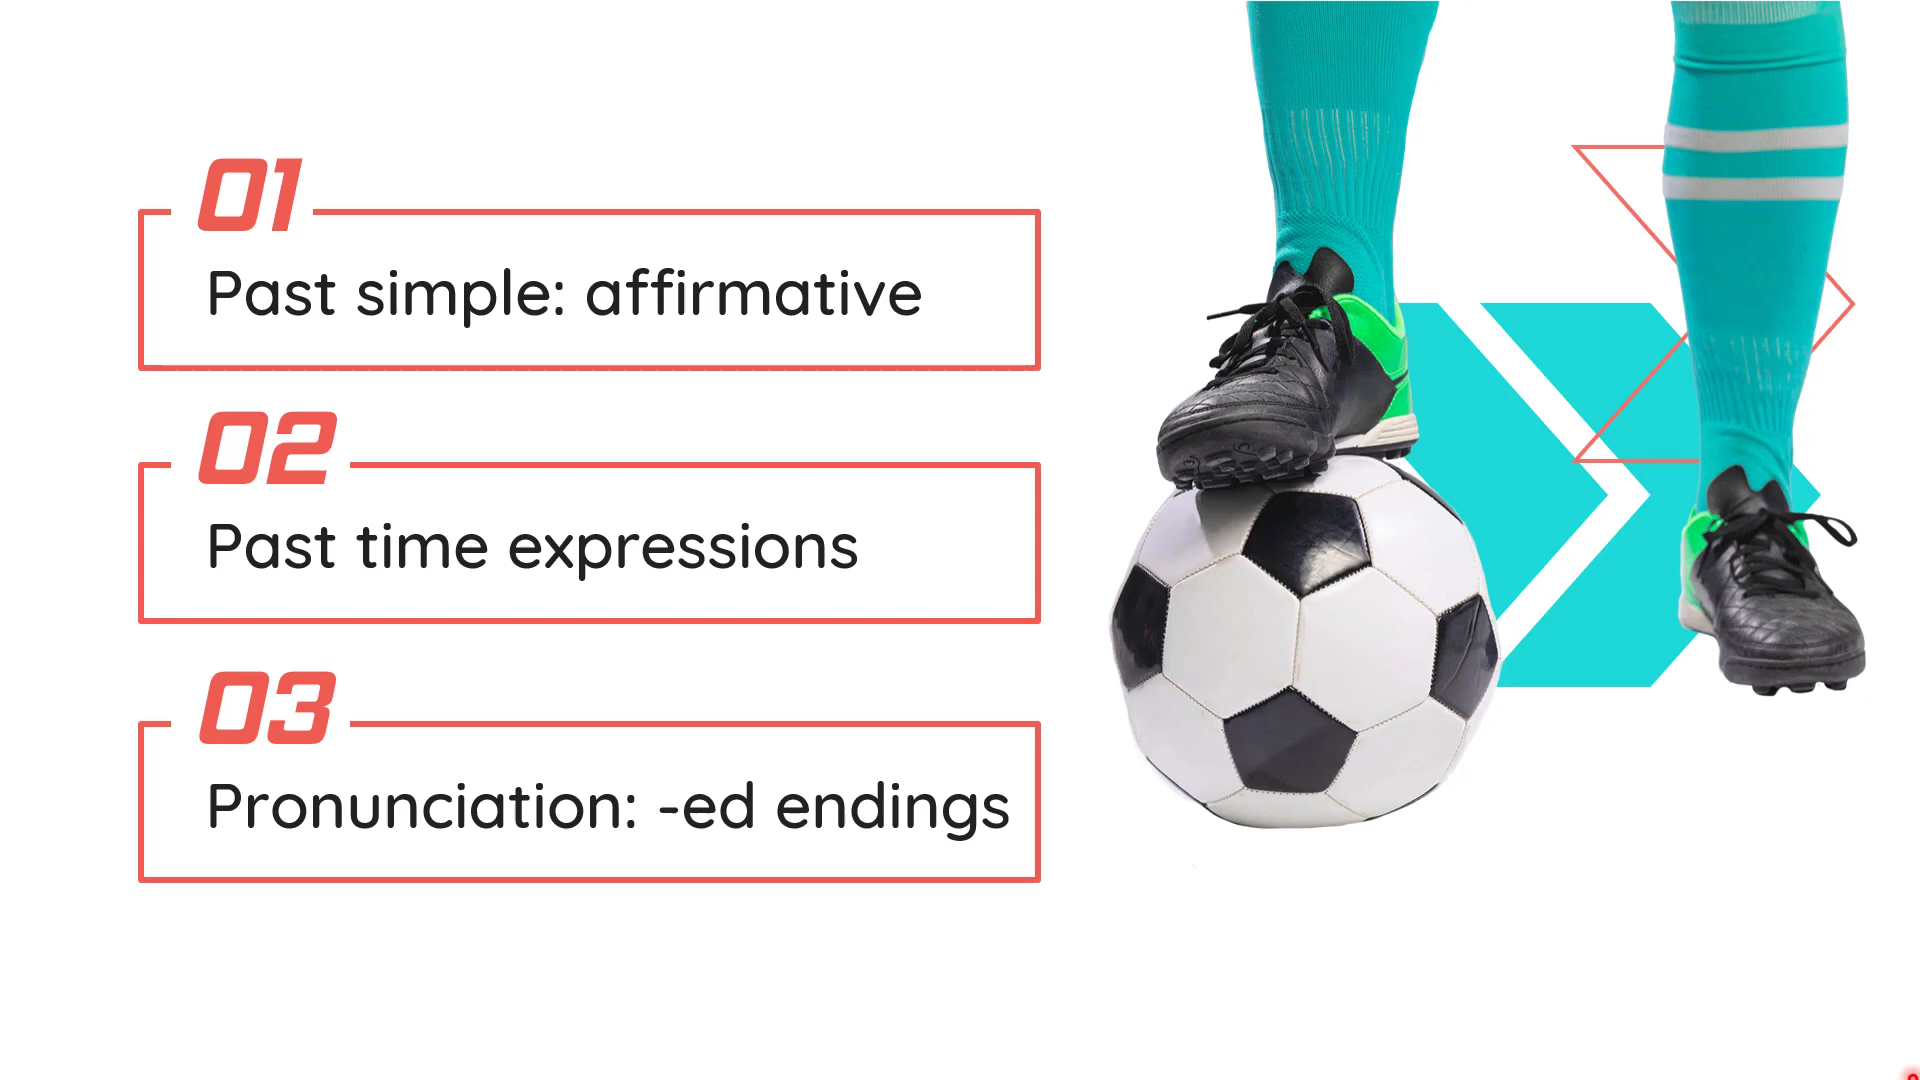 01
Past simple: affirmative
02
Past time expressions
03
Pronunciation: -ed endings